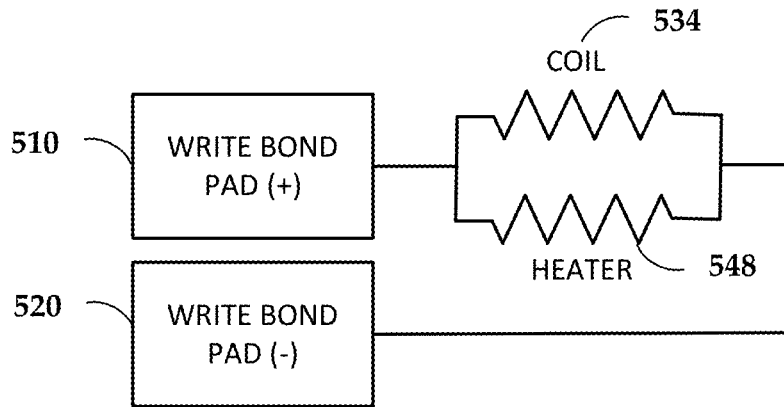 534
COIL
510
WRITE BOND
PAD (+)
HEATER
548
520
WRITE BOND
PAD (-)